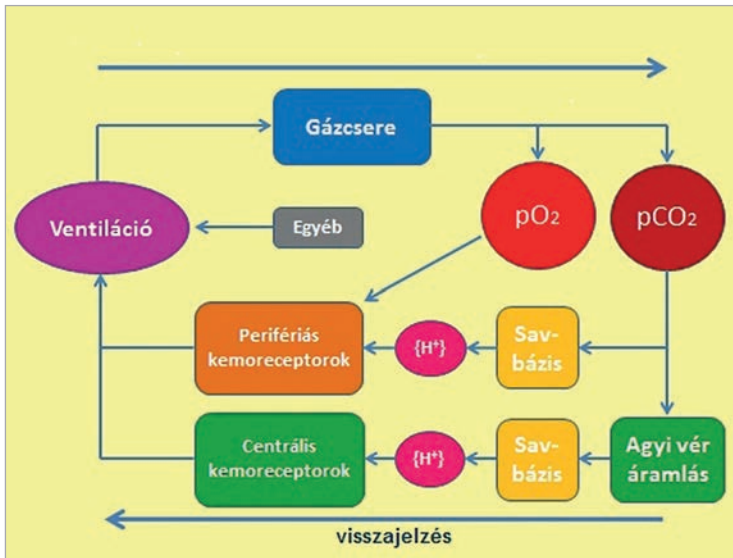 Gázcsere
Ventiláció
Egyéb
pO₂
pCO₂
Perifériás
kemoreceptorok
{H⁺}
Sav-
bázis
Centrális
kemoreceptorok
{H⁺}
Sav-
bázis
Agyi vér
áramlás
visszajelzés